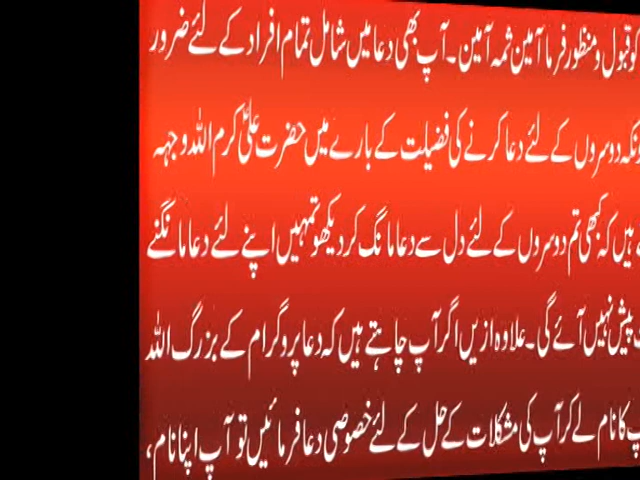 کو قبول و منظور فرما آمین ثمہ آمین۔ آپ بھی دعا میں شامل تمام افراد کے لئے ضرور
دوسروں کے لئے دعا کرنے کی فضیلت کے بارے میں حضرت علیؓ کرم اللہ وجہہ
ہیں کہ کبھی تم دوسروں کے لئے دل سے دعا مانگ کر دیکھو تمہیں اپنے لئے دعا مانگنے
پیش نہیں آئے گی۔ علاوہ ازیں اگر آپ چاہتے ہیں کہ دعا پروگرام کے بزرگ اللہ
کا نام لے کر آپ کی مشکلات کے حل کے لئے خصوصی دعا فرمائیں تو آپ اپنا نام،